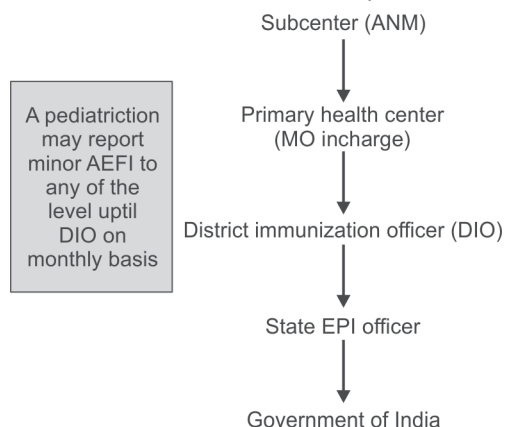 Subcenter (ANM)
A pediatriction
may report
minor AEFI to
any of the
level uptil
DIO on
monthly basis
Primary health center
(MO incharge)
District immunization officer (DIO)
State EPI officer
Government of India